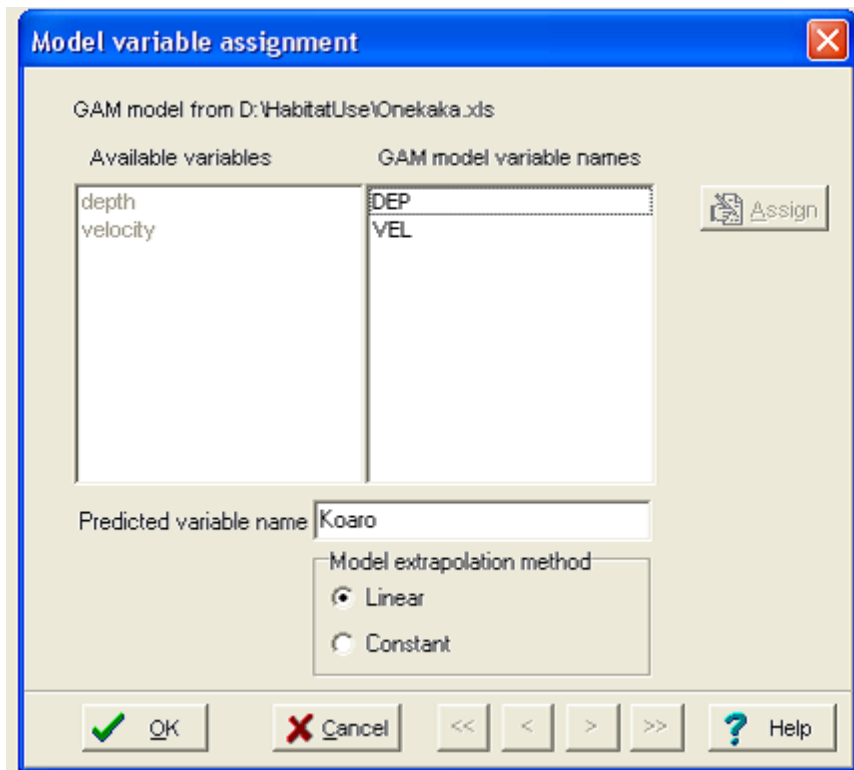 Model variable assignment
GAM model from D:\HabitatUse\Onekaka.xls
Available variables
GAM model variable names
depth
velocity
DEP
VEL
Assign
Predicted variable name
Koaro
Model extrapolation method
Linear
Constant
OK
Cancel
<<
<
>
>>
? Help